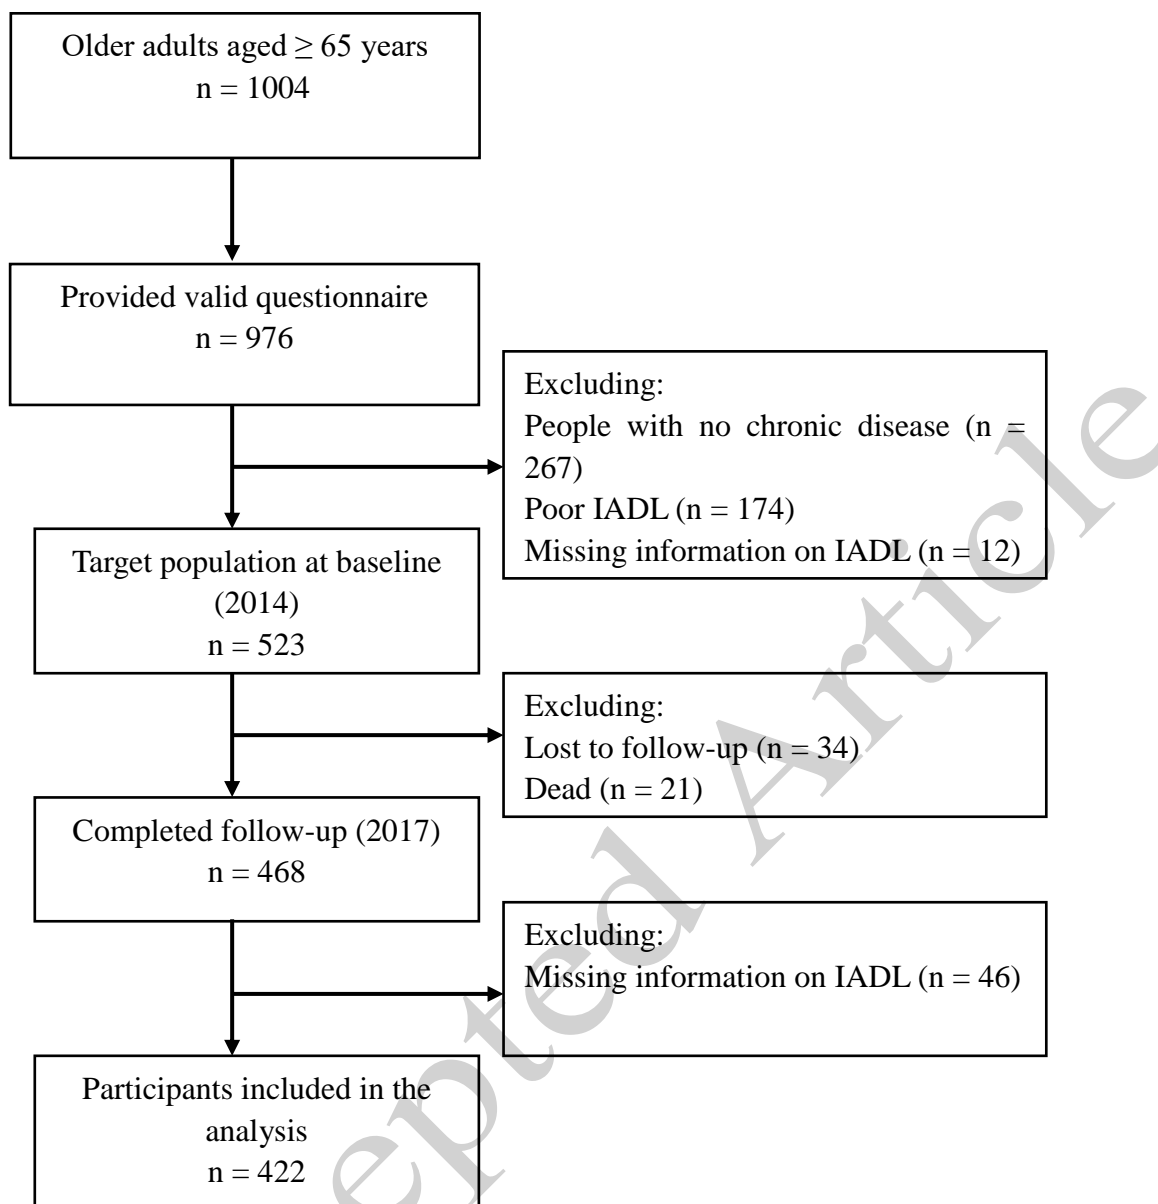 Older adults aged ≥ 65 years
n = 1004
Provided valid questionnaire
n = 976
Excluding:
People with no chronic disease (n =
267)
Poor IADL (n = 174)
Missing information on IADL (n = 12)
Target population at baseline
(2014)
n = 523
Excluding:
Lost to follow-up (n = 34)
Dead (n = 21)
Completed follow-up (2017)
n = 468
Excluding:
Missing information on IADL (n = 46)
Participants included in the
analysis
n = 422
epted Article